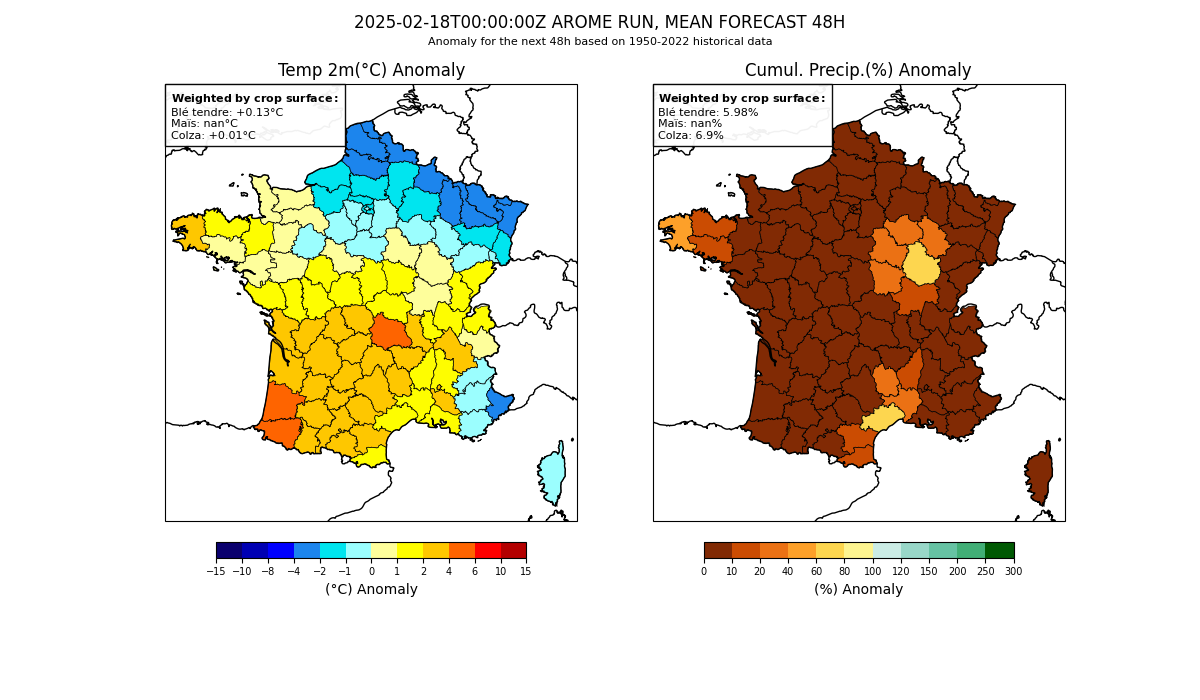 2025-02-18T00:00:00Z AROME RUN, MEAN FORECAST 48H
Anomaly for the next 48h based on 1950-2022 historical data
Temp 2m(°C) Anomaly
Weighted by crop surface:
Blé tendre: +0.13°C
Maïs: nan°C
Colza: +0.01°C
−15 −10 −8 −4 −2 −1 0 1 2 4 6 10 15
(°C) Anomaly
Cumul. Precip.(%) Anomaly
Weighted by crop surface:
Blé tendre: 5.98%
Maïs: nan%
Colza: 6.9%
0 10 20 40 60 80 100 120 150 200 250 300
(%) Anomaly